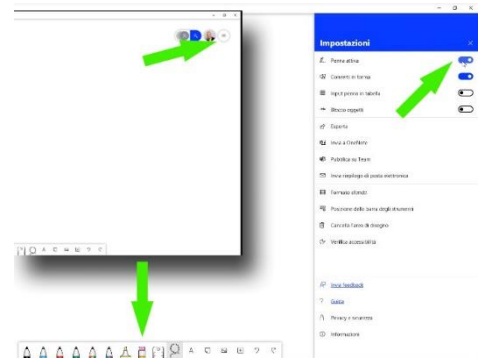 Impostazioni
Penna attiva
Converti in forma
Input penna in tabella
Blocco oggetti
Esporta
Invia a OneNote
Pubblica su Team
Invia riepilogo di posta elettronica
Formato sfondo
Posizione della barra degli strumenti
Cancella l'area di disegno
Verifica accessibilità
Invia feedback
Guida
Privacy e sicurezza
Informazioni